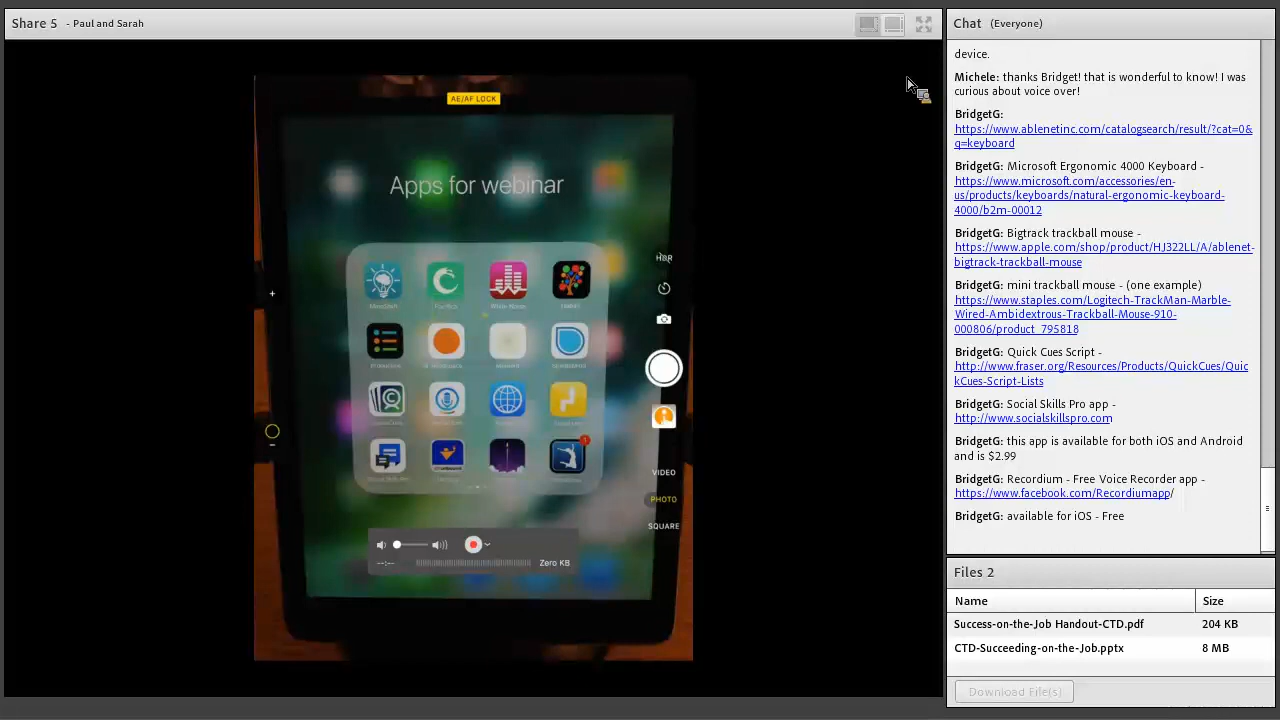 Share 5 - Paul and Sarah
AE/AF LOCK
Apps for webinar
HDR
VIDEO
PHOTO
SQUARE
--:--
Zero KB
Chat (Everyone)
device.
Michele: thanks Bridget! that is wonderful to know! I was
curious about voice over!
BridgetG:
https://www.ablenetinc.com/catalogsearch/result/?cat=0&
q=keyboard
BridgetG: Microsoft Ergonomic 4000 Keyboard -
https://www.microsoft.com/accessories/en-
us/products/keyboards/natural-ergonomic-keyboard-
4000/b2m-00012
BridgetG: Bigtrack trackball mouse -
https://www.apple.com/shop/product/HJ322LL/A/ablenet-
bigtrack-trackball-mouse
BridgetG: mini trackball mouse - (one example)
https://www.staples.com/Logitech-TrackMan-Marble-
Wired-Ambidextrous-Trackball-Mouse-910-
000806/product_795818
BridgetG: Quick Cues Script -
http://www.fraser.org/Resources/Products/QuickCues/Quic
kCues-Script-Lists
BridgetG: Social Skills Pro app -
http://www.socialskillspro.com
BridgetG: this app is available for both iOS and Android
and is $2.99
BridgetG: Recordium - Free Voice Recorder app -
https://www.facebook.com/Recordiumapp/
BridgetG: available for iOS - Free
Files 2
Name Size
Success-on-the-Job Handout-CTD.pdf 204 KB
CTD-Succeeding-on-the-Job.pptx 8 MB
Download File(s)